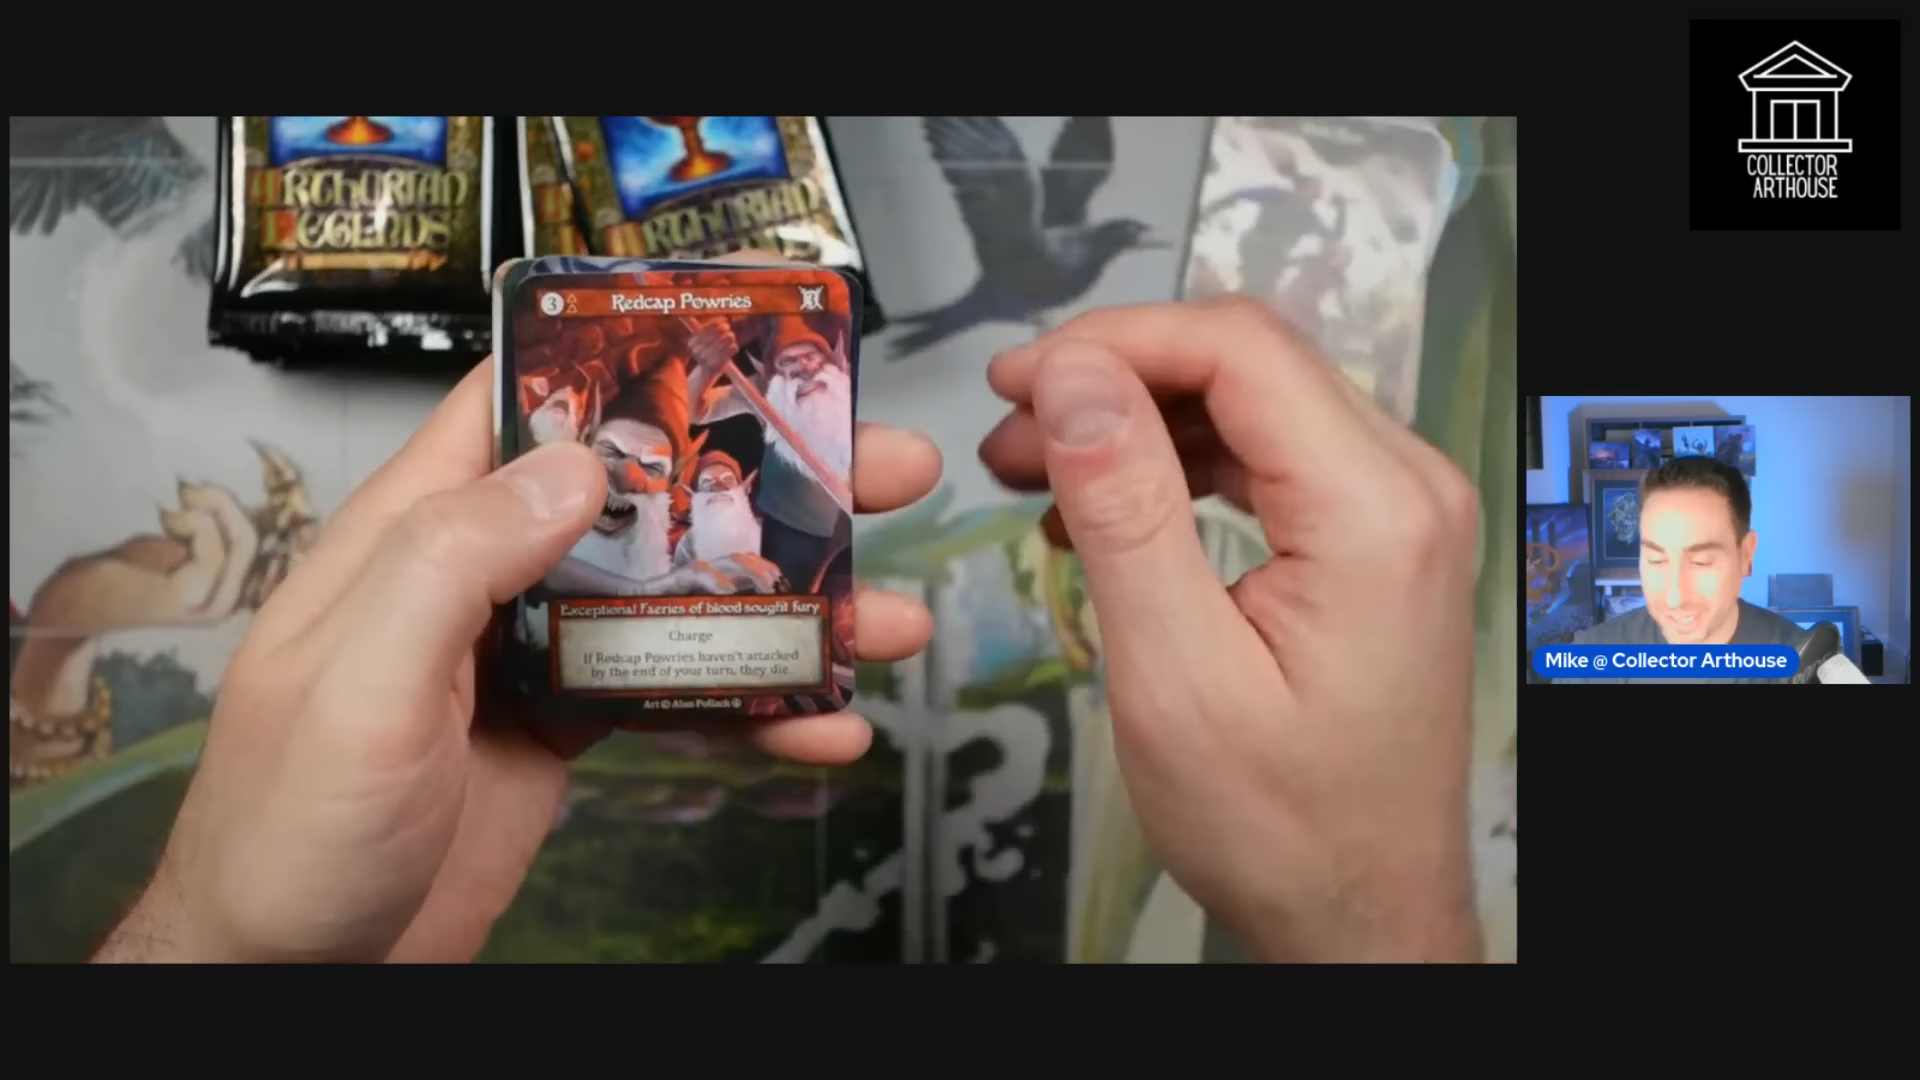 COLLECTOR
ARTHOUSE
ARTHURIAN
LEGENDS
ARTHURIAN
3 Redcap Powries 3
Exceptional Faeries of blood-sought fury
Charge
If Redcap Powries haven't attacked
by the end of your turn, they die.
Art © Alan Pollack
Mike @ Collector Arthouse